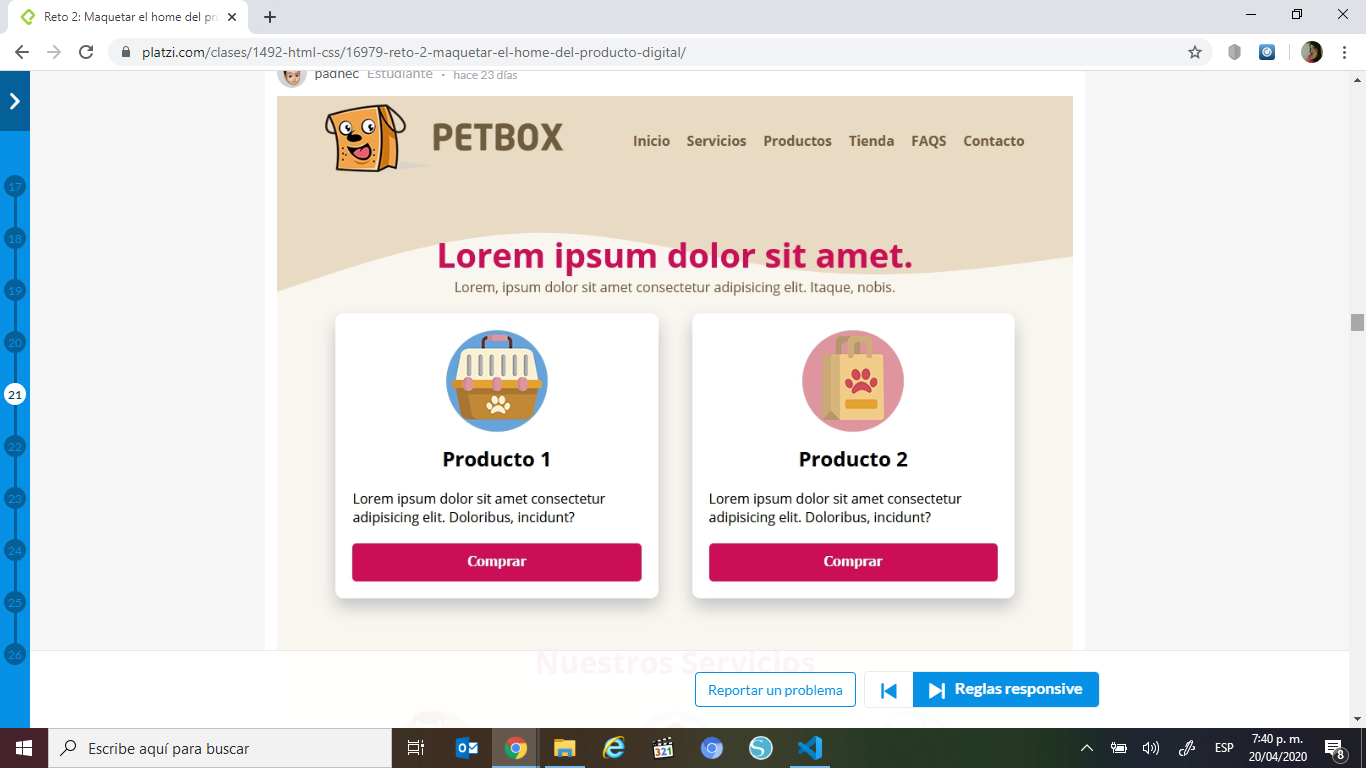 Reto 2: Maquetar el home del pro
platzi.com/clases/1492-html-css/16979-reto-2-maquetar-el-home-del-producto-digital/
padhec Estudiante · hace 23 días
PETBOX
Inicio Servicios Productos Tienda FAQS Contacto
Lorem ipsum dolor sit amet.
Lorem, ipsum dolor sit amet consectetur adipisicing elit. Itaque, nobis.
Producto 1
Lorem ipsum dolor sit amet consectetur
adipisicing elit. Doloribus, incidunt?
Comprar
Producto 2
Lorem ipsum dolor sit amet consectetur
adipisicing elit. Doloribus, incidunt?
Comprar
Nuestros Servicios
17
18
19
20
21
22
23
24
25
26
Reportar un problema
Reglas responsive
Escribe aquí para buscar
321
ESP
7:40 p. m.
20/04/2020
8